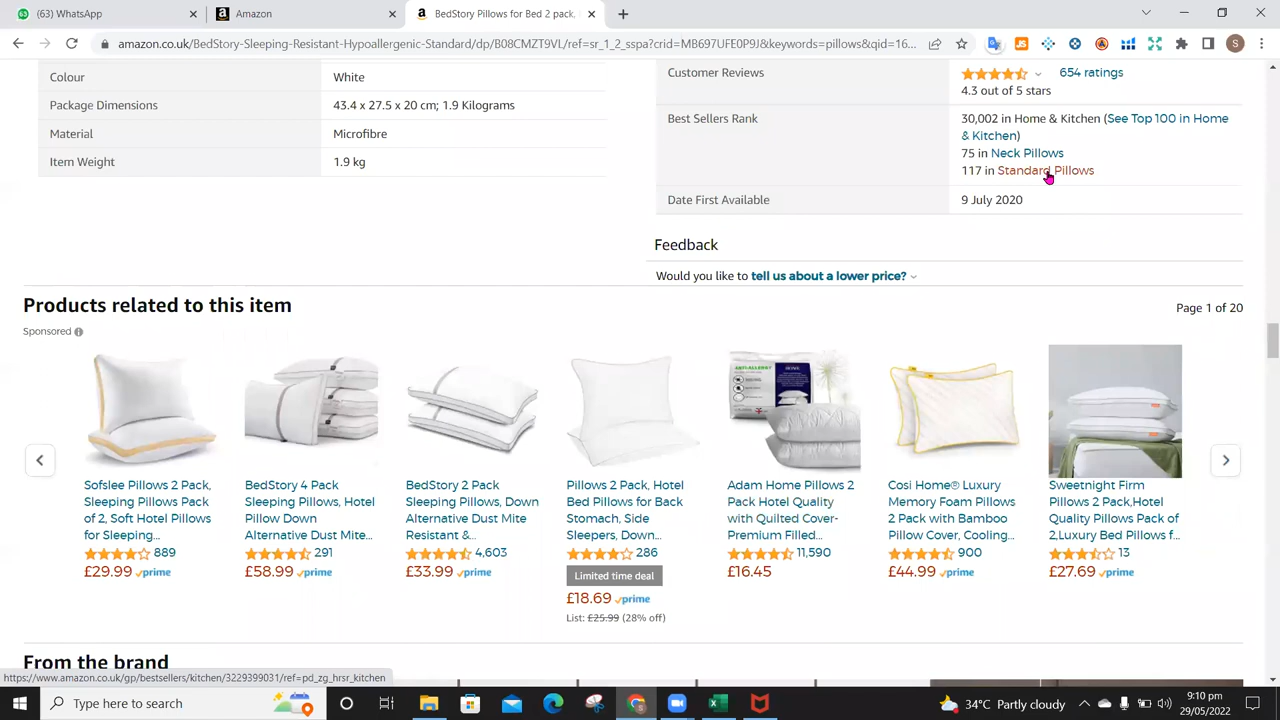 (63) WhatsApp
Amazon
BedStory Pillows for Bed 2 pack,
amazon.co.uk/BedStory-Sleeping-Resistant-Hypoallergenic-Standard/dp/B08CMZT9VL/ref=sr_1_2_sspa?crid=MB697UFE0P9J&keywords=pillows&qid=16...
Colour White
Package Dimensions 43.4 x 27.5 x 20 cm; 1.9 Kilograms
Material Microfibre
Item Weight 1.9 kg
Customer Reviews 654 ratings
4.3 out of 5 stars
Best Sellers Rank 30,002 in Home & Kitchen (See Top 100 in Home
& Kitchen)
75 in Neck Pillows
117 in Standard Pillows
Date First Available 9 July 2020
Feedback
Would you like to tell us about a lower price?
Products related to this item
Page 1 of 20
Sponsored
Sofslee Pillows 2 Pack,
Sleeping Pillows Pack
of 2, Soft Hotel Pillows
for Sleeping...
889
£29.99 prime
BedStory 4 Pack
Sleeping Pillows, Hotel
Pillow Down
Alternative Dust Mite...
291
£58.99 prime
BedStory 2 Pack
Sleeping Pillows, Down
Alternative Dust Mite
Resistant &...
4,603
£33.99 prime
Pillows 2 Pack, Hotel
Bed Pillows for Back
Stomach, Side
Sleepers, Down...
286
Limited time deal
£18.69 prime
List: £25.99 (28% off)
Adam Home Pillows 2
Pack Hotel Quality
with Quilted Cover-
Premium Filled...
11,590
£16.45
Cosi Home® Luxury
Memory Foam Pillows
2 Pack with Bamboo
Pillow Cover, Cooling...
900
£44.99 prime
Sweetnight Firm
Pillows 2 Pack,Hotel
Quality Pillows Pack of
2,Luxury Bed Pillows f...
13
£27.69 prime
From the brand
https://www.amazon.co.uk/gp/bestsellers/kitchen/3229399031/ref=pd_zg_hrsr_kitchen
Type here to search
34°C Partly cloudy
9:10 pm
29/05/2022